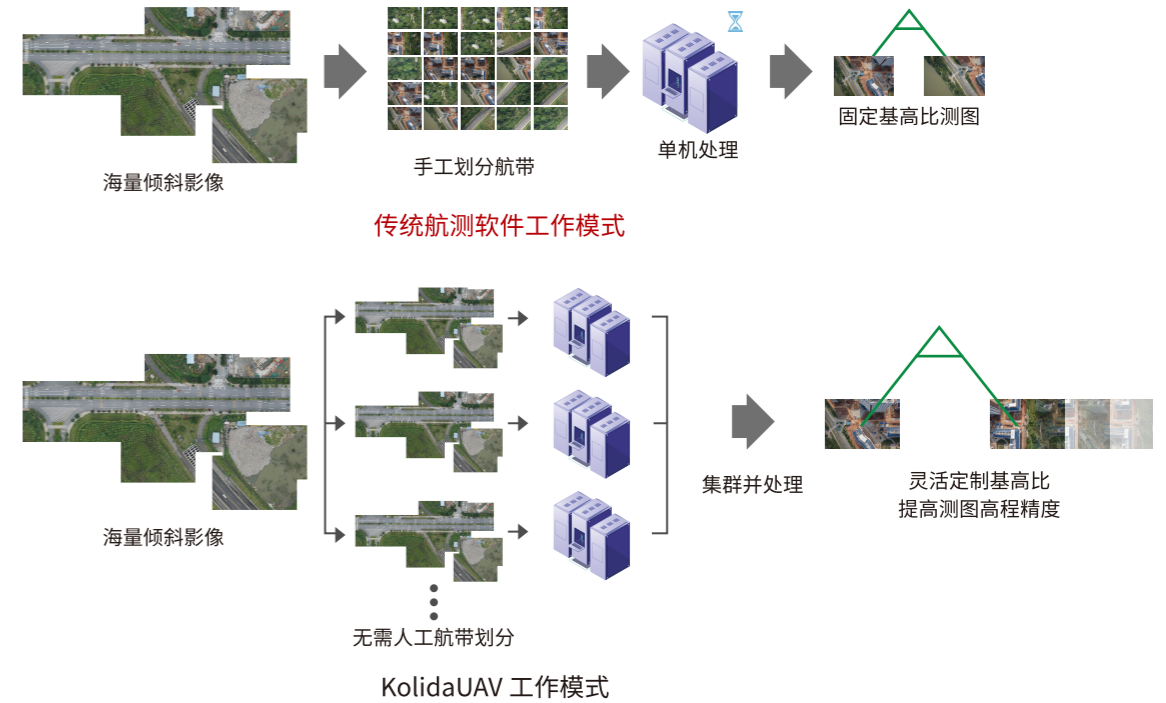 海量倾斜影像
手工划分航带
单机处理
固定基高比测图
传统航测软件工作模式
海量倾斜影像
无需人工航带划分
集群并处理
灵活定制基高比
提高测图高程精度
KolidaUAV 工作模式